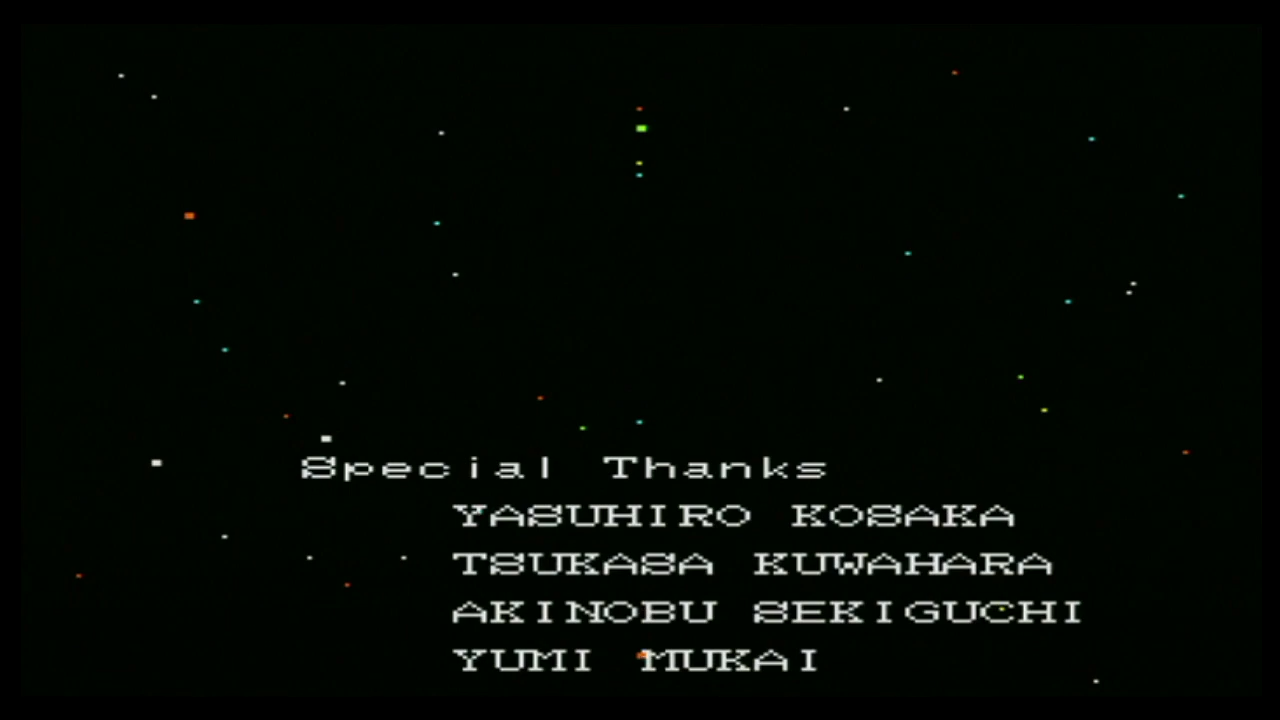 Special Thanks
YASUHIRO KOSAKA
TSUKASA KUWAHARA
AKINOBU SEKIGUCHI
YUMI MUKAI